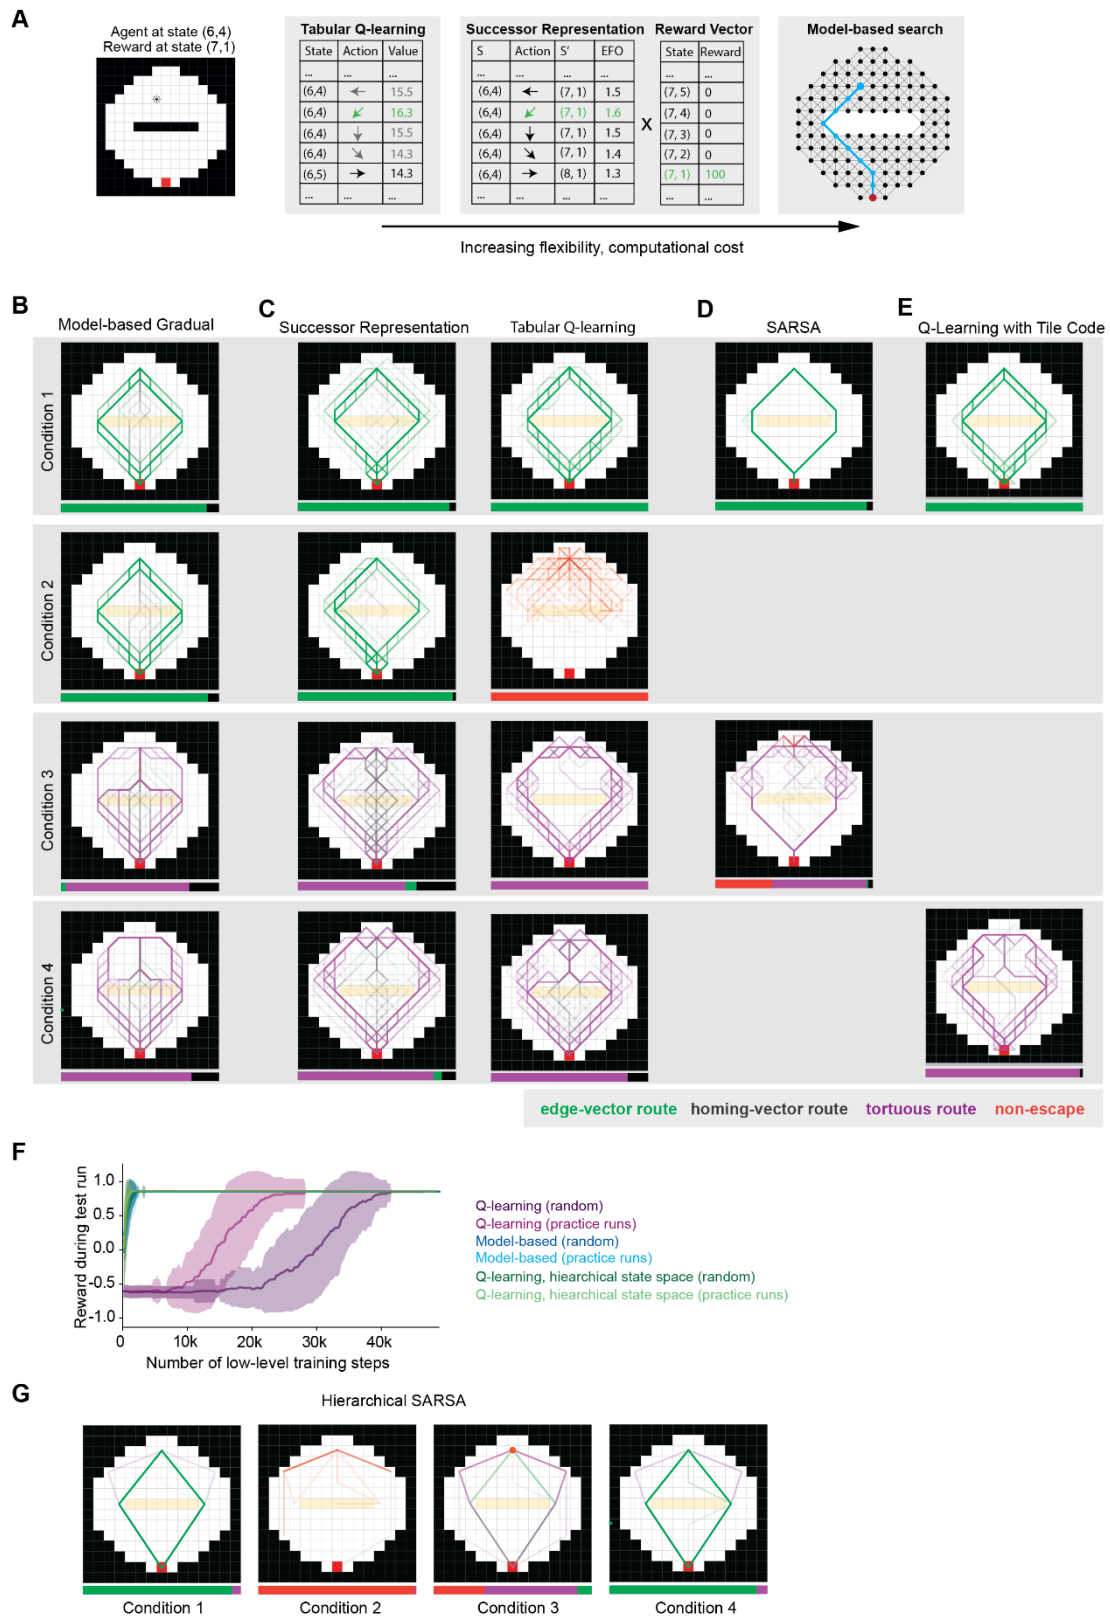 A
Agent at state (6,4)
Reward at state (7,1)
Tabular Q-learning
State Action Value
... ... ...
(6,4) ← 15.5
(6,4) ↙ 16.3
(6,4) ↓ 15.5
(6,4) ↘ 14.3
(6,5) → 14.3
... ... ...
Successor Representation
S Action S' EFO
... ... ... ...
(6,4) ← (7, 1) 1.5
(6,4) ↙ (7, 1) 1.6
(6,4) ↓ (7, 1) 1.5
(6,4) ↘ (7, 1) 1.4
(6,4) → (8, 1) 1.3
... ... ... ...
X
Reward Vector
State Reward
... ...
(7, 5) 0
(7, 4) 0
(7, 3) 0
(7, 2) 0
(7, 1) 100
... ...
Model-based search
Increasing flexibility, computational cost
B
Model-based Gradual
C
Successor Representation
Tabular Q-learning
D
SARSA
E
Q-Learning with Tile Code
Condition 1
Condition 2
Condition 3
Condition 4
edge-vector route homing-vector route tortuous route non-escape
F
Reward during test run
1.0
0.5
0.0
-0.5
-1.0
0 10k 20k 30k 40k
Number of low-level training steps
Q-learning (random)
Q-learning (practice runs)
Model-based (random)
Model-based (practice runs)
Q-learning, hiearchical state space (random)
Q-learning, hiearchical state space (practice runs)
G
Hierarchical SARSA
Condition 1 Condition 2 Condition 3 Condition 4